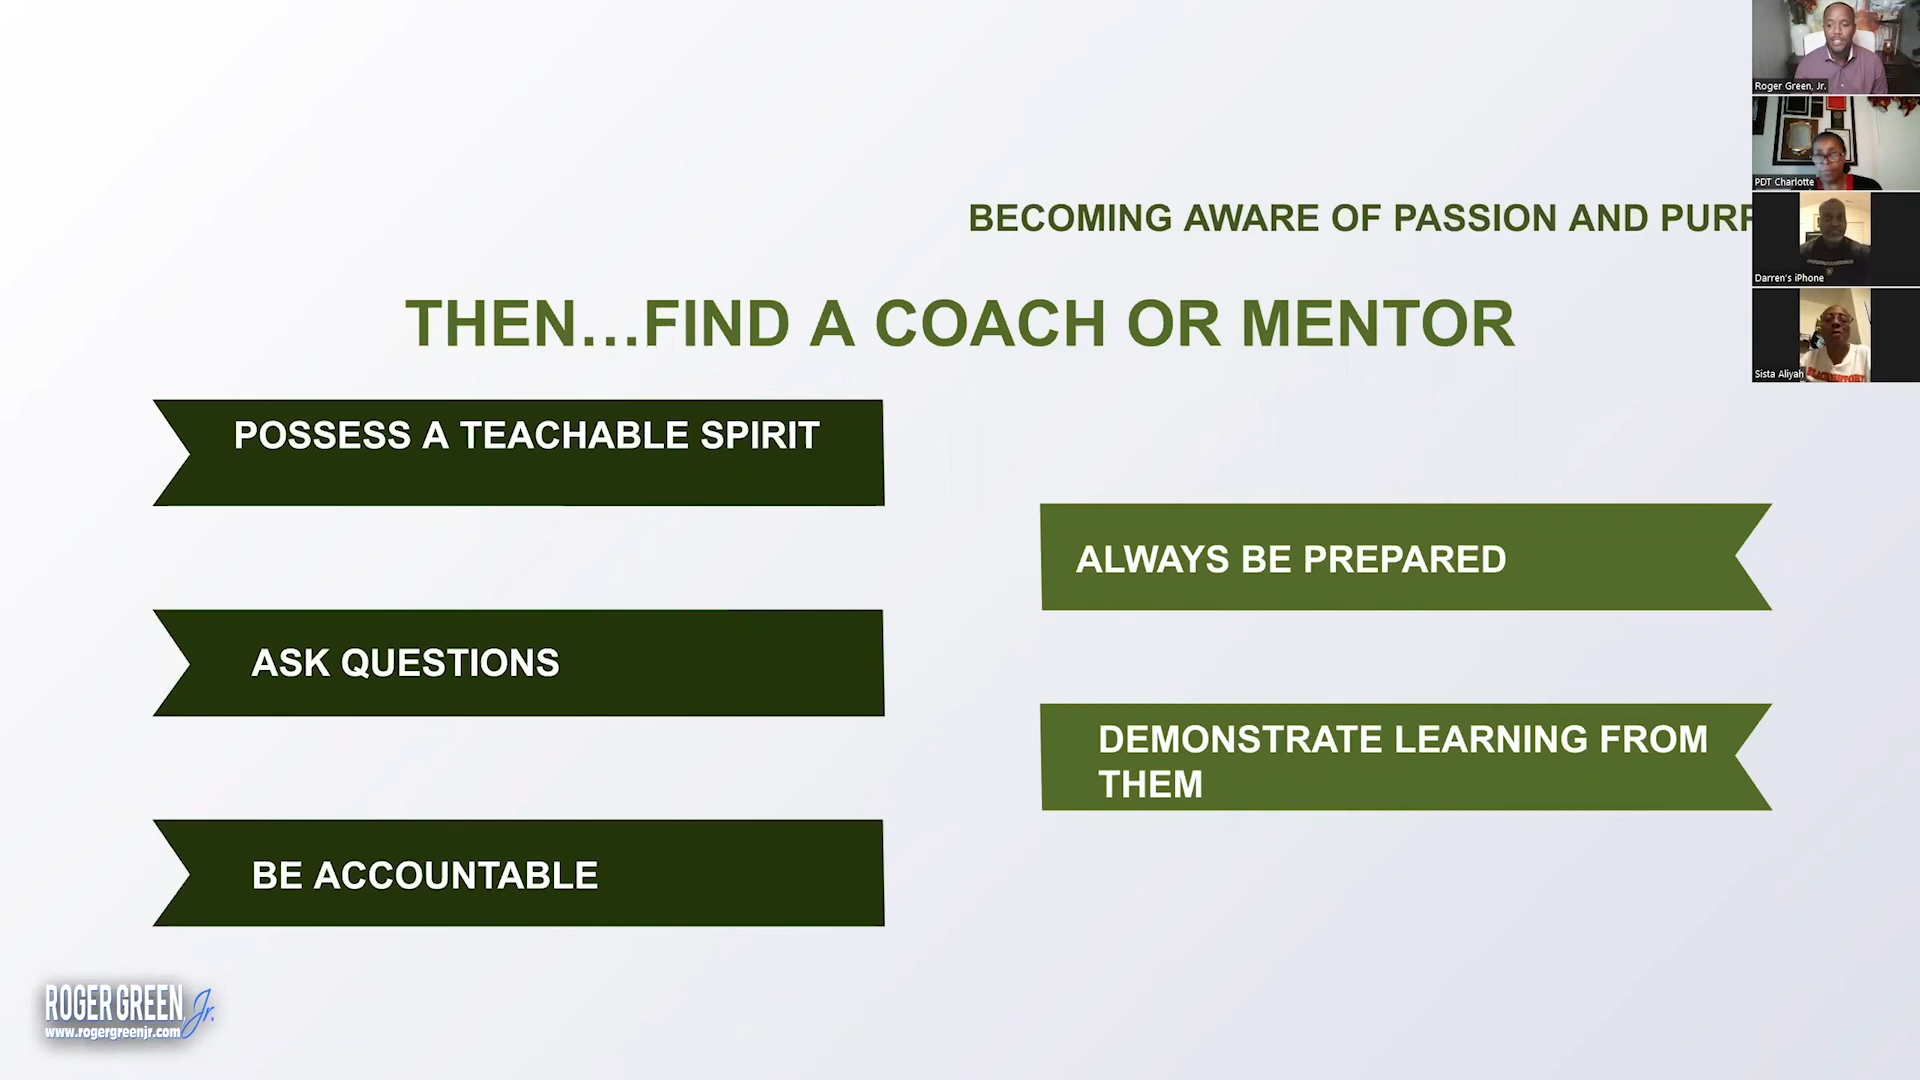 BECOMING AWARE OF PASSION AND
THEN...FIND A COACH OR MENTOR
POSSESS A TEACHABLE SPIRIT
ALWAYS BE PREPARED
ASK QUESTIONS
DEMONSTRATE LEARNING FROM
THEM
BE ACCOUNTABLE
ROGER GREEN Jr.
www.rogergreenjr.com
Roger Green, Jr.
PDT Charlotte
Darren's iPhone
Sista Aliyah